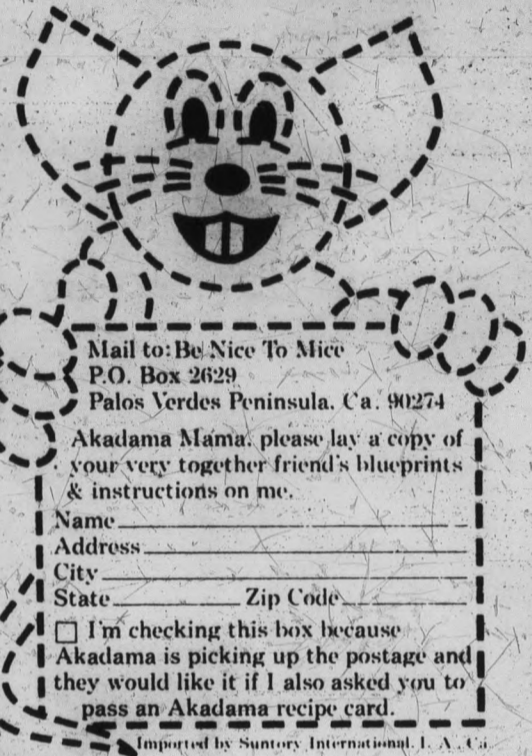 Mail to: Be Nice To Mice
P.O. Box 2629
Palos Verdes Peninsula, Ca. 90274
Akadama Mama, please lay a copy of
your very together friend's blueprints
& instructions on me.
Name
Address
City
State Zip Code
I'm checking this box because
Akadama is picking up the postage and
they would like it if I also asked you to
pass an Akadama recipe card.
Imported by Suntory International, L.A., Ca.